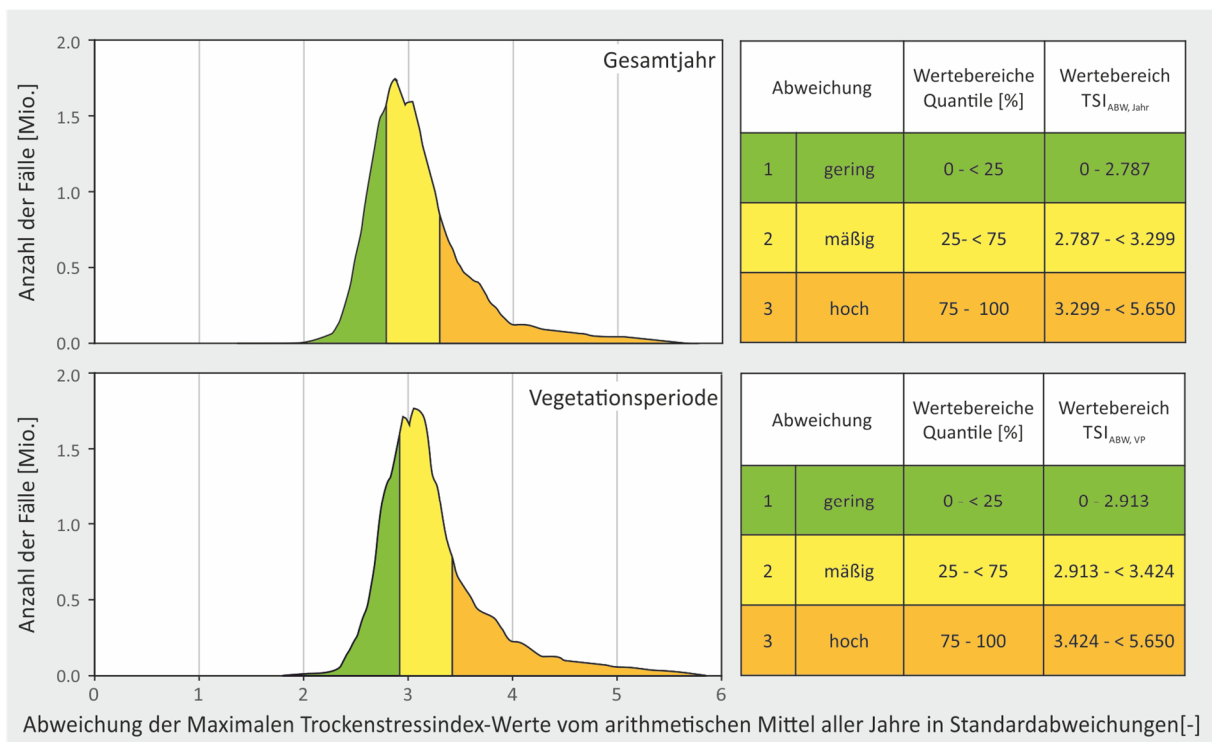 Gesamtjahr
Anzahl der Fälle [Mio.]
2.0
1.5
1.0
0.5
0.0
Abweichung
Wertebereiche
Quantile [%]
Wertebereich
TSI ABW, Jahr
1 gering 0 - < 25 0 - 2.787
2 mäßig 25- < 75 2.787 - < 3.299
3 hoch 75 - 100 3.299 - < 5.650
Vegetationsperiode
Anzahl der Fälle [Mio.]
2.0
1.5
1.0
0.5
0.0
0 1 2 3 4 5 6
Abweichung
Wertebereiche
Quantile [%]
Wertebereich
TSI ABW, VP
1 gering 0 - < 25 0 - 2.913
2 mäßig 25 - < 75 2.913 - < 3.424
3 hoch 75 - 100 3.424 - < 5.650
Abweichung der Maximalen Trockenstressindex-Werte vom arithmetischen Mittel aller Jahre in Standardabweichungen[-]